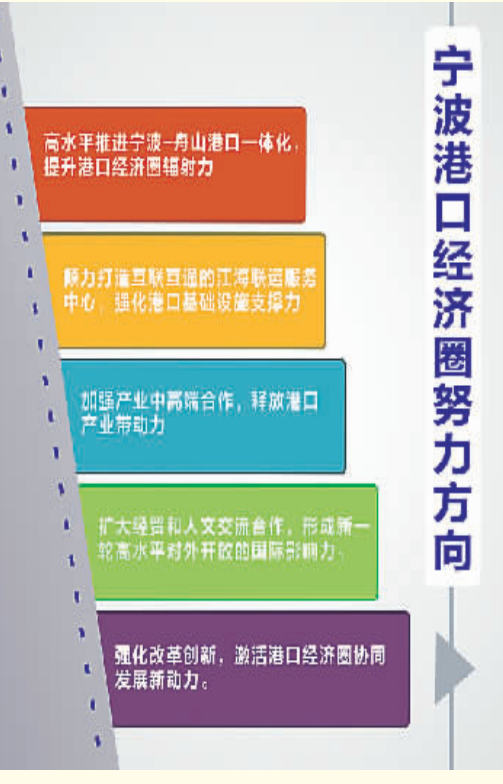 宁波港口经济圈努力方向
高水平推进宁波-舟山港口一体化，
提升港口经济圈辐射力
倾力打造互联互通的江海联运服务
中心，强化港口基础设施支撑力
加强产业中高端合作，释放港口
产业带动力
扩大经贸和人文交流合作，形成新一
轮高水平对外开放的国际影响力。
强化改革创新，激活港口经济圈协同
发展新动力。